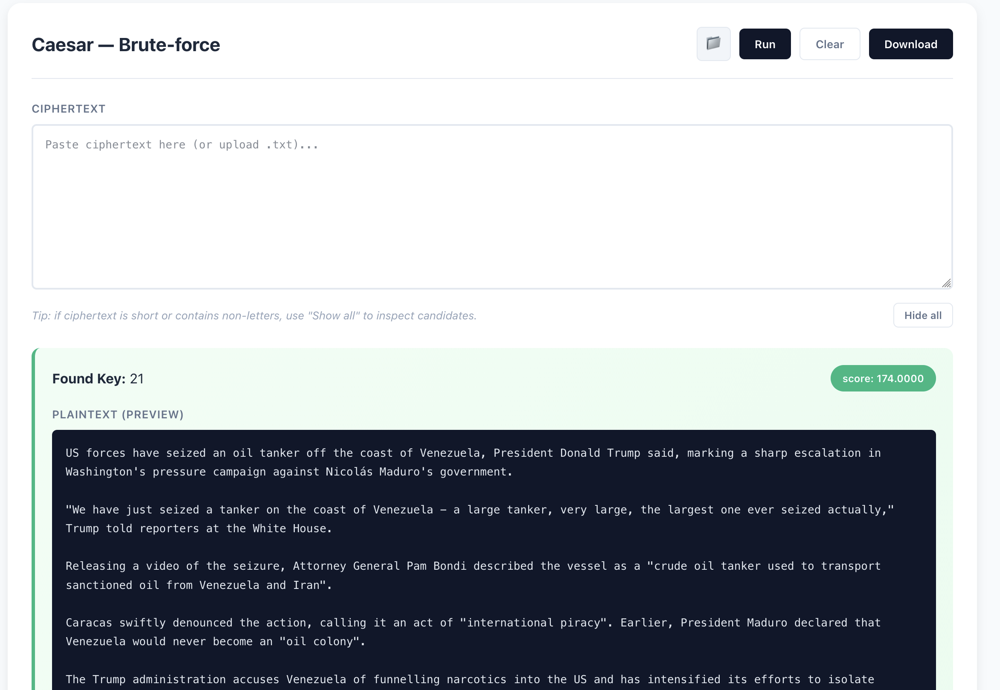 Caesar — Brute-force
Run
Clear
Download
CIPHERTEXT
Paste ciphertext here (or upload .txt)...
Tip: if ciphertext is short or contains non-letters, use "Show all" to inspect candidates.
Hide all
Found Key: 21
score: 174.0000
PLAINTEXT (PREVIEW)
US forces have seized an oil tanker off the coast of Venezuela, President Donald Trump said, marking a sharp escalation in
Washington's pressure campaign against Nicolás Maduro's government.
"We have just seized a tanker on the coast of Venezuela – a large tanker, very large, the largest one ever seized actually,"
Trump told reporters at the White House.
Releasing a video of the seizure, Attorney General Pam Bondi described the vessel as a "crude oil tanker used to transport
sanctioned oil from Venezuela and Iran".
Caracas swiftly denounced the action, calling it an act of "international piracy". Earlier, President Maduro declared that
Venezuela would never become an "oil colony".
The Trump administration accuses Venezuela of funnelling narcotics into the US and has intensified its efforts to isolate